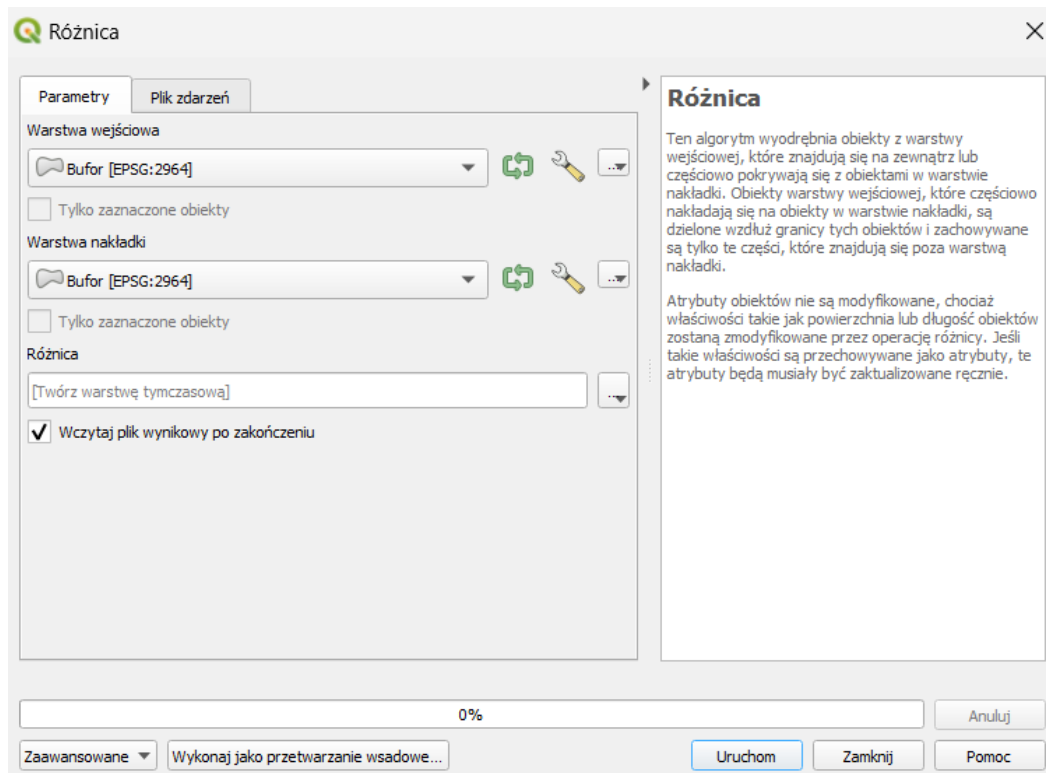 Różnica
Parametry
Plik zdarzeń
Warstwa wejściowa
Bufor [EPSG:2964]
...
Tylko zaznaczone obiekty
Warstwa nakładki
Bufor [EPSG:2964]
...
Tylko zaznaczone obiekty
Różnica
[Twórz warstwę tymczasową]
...
Wczytaj plik wynikowy po zakończeniu
Różnica
Ten algorytm wyodrębnia obiekty z warstwy
wejściowej, które znajdują się na zewnątrz lub
częściowo pokrywają się z obiektami w warstwie
nakładki. Obiekty warstwy wejściowej, które częściowo
nakładają się na obiekty w warstwie nakładki, są
dzielone wzdłuż granicy tych obiektów i zachowywane
są tylko te części, które znajdują się poza warstwą
nakładki.
Atrybuty obiektów nie są modyfikowane, chociaż
właściwości takie jak powierzchnia lub długość obiektów
zostaną zmodyfikowane przez operację różnicy. Jeśli
takie właściwości są przechowywane jako atrybuty, te
atrybuty będą musiały być zaktualizowane ręcznie.
0%
Anuluj
Zaawansowane
Wykonaj jako przetwarzanie wsadowe...
Uruchom
Zamknij
Pomoc